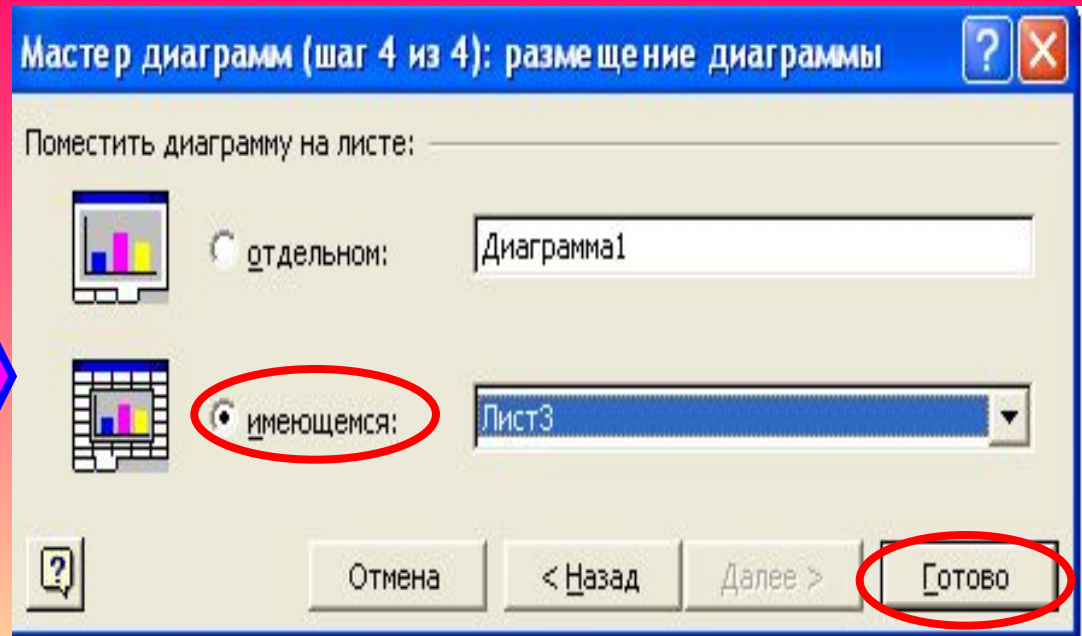 Мастер диаграмм (шаг 4 из 4): размещение диаграммы
Поместить диаграмму на листе:
отдельном: Диаграмма1
имеющемся: Лист3
Отмена < Назад Далее > Готово